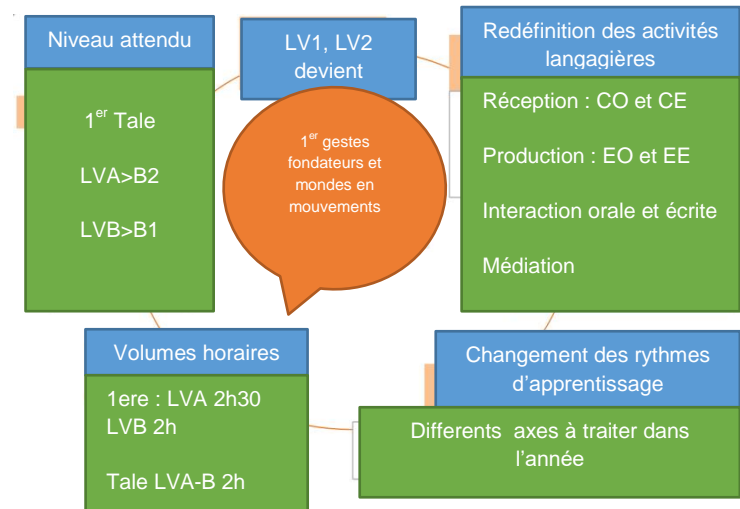 Niveau attendu
1er Tale
LVA>B2
LVB>B1
LV1, LV2
devient
1er gestes
fondateurs et
mondes en
mouvements
Redéfinition des activités
langagières
Réception : CO et CE
Production : EO et EE
Interaction orale et écrite
Médiation
Volumes horaires
1ere : LVA 2h30
LVB 2h
Tale LVA-B 2h
Changement des rythmes
d’apprentissage
Differents axes à traiter dans
l’année